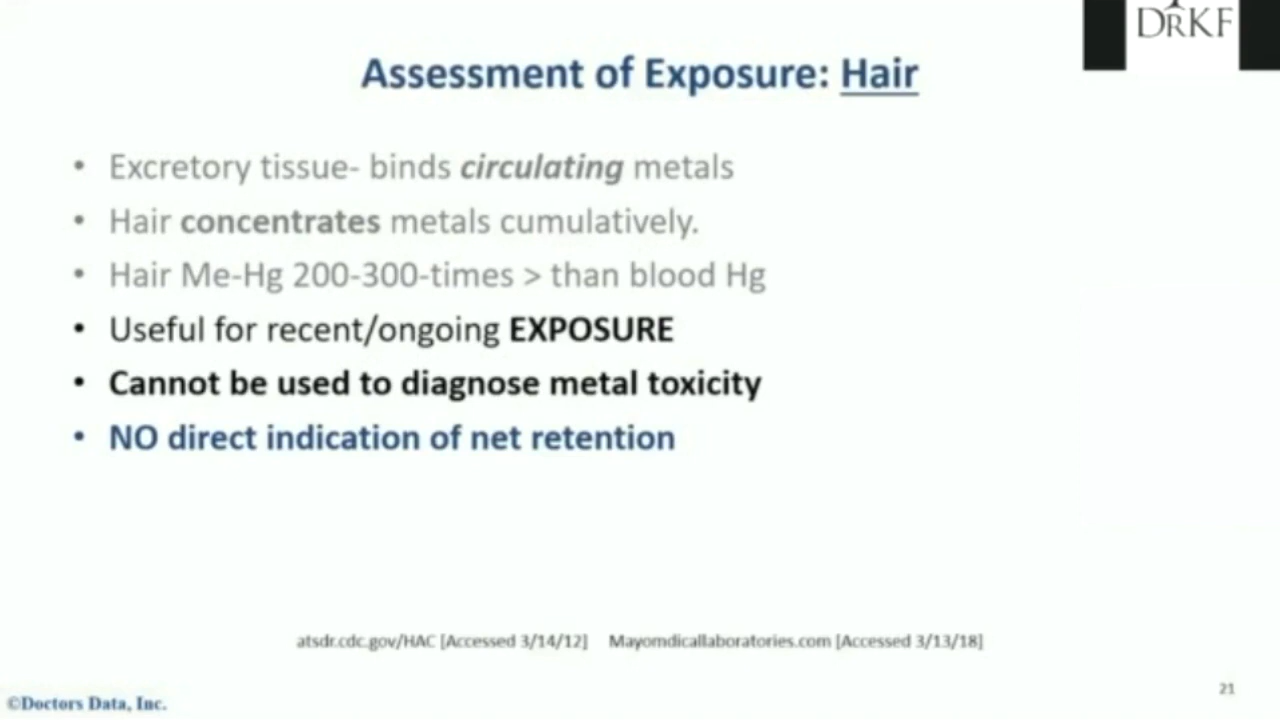 DRKF
Assessment of Exposure: Hair
• Excretory tissue- binds circulating metals
• Hair concentrates metals cumulatively.
• Hair Me-Hg 200-300-times > than blood Hg
• Useful for recent/ongoing EXPOSURE
• Cannot be used to diagnose metal toxicity
• NO direct indication of net retention
atsdr.cdc.gov/HAC [Accessed 3/14/12] Mayomdicallaboratories.com [Accessed 3/13/18]
21
©Doctors Data, Inc.